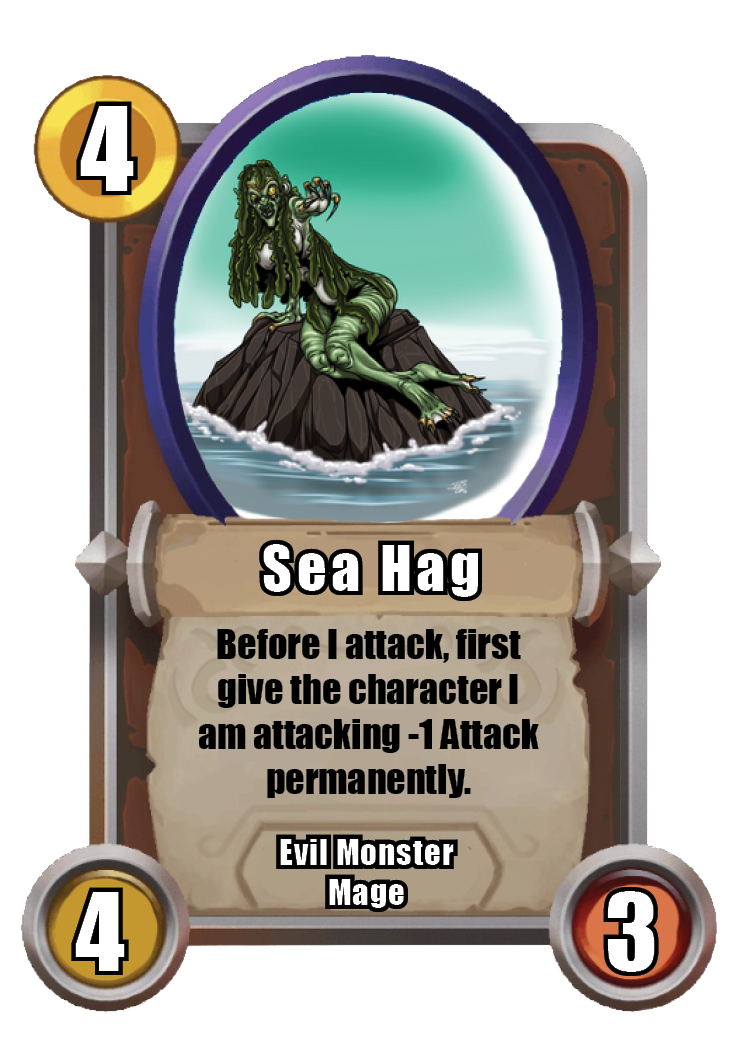 4
Sea Hag
Before I attack, first
give the character I
am attacking -1 Attack
permanently.
Evil Monster
Mage
4
3